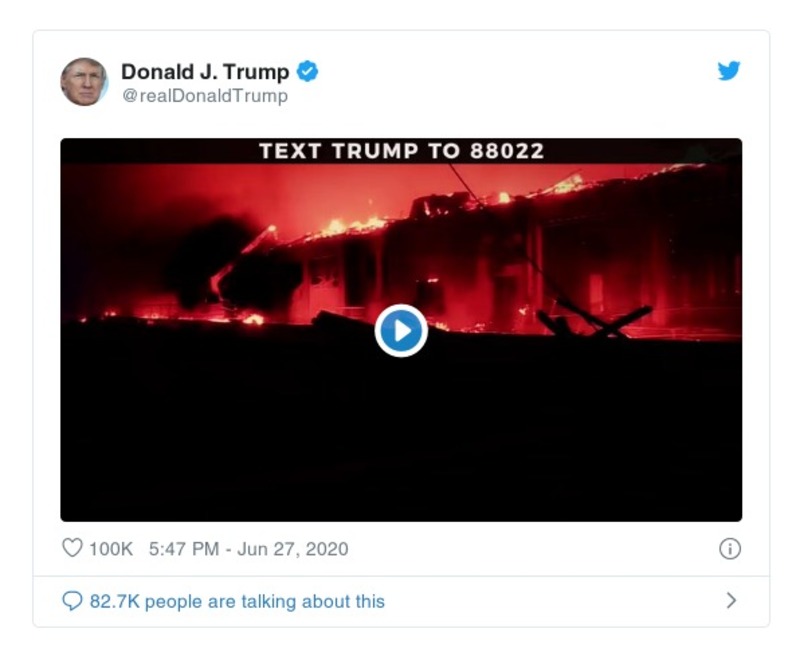 Donald J. Trump
@realDonaldTrump
TEXT TRUMP TO 88022
100K 5:47 PM - Jun 27, 2020
82.7K people are talking about this